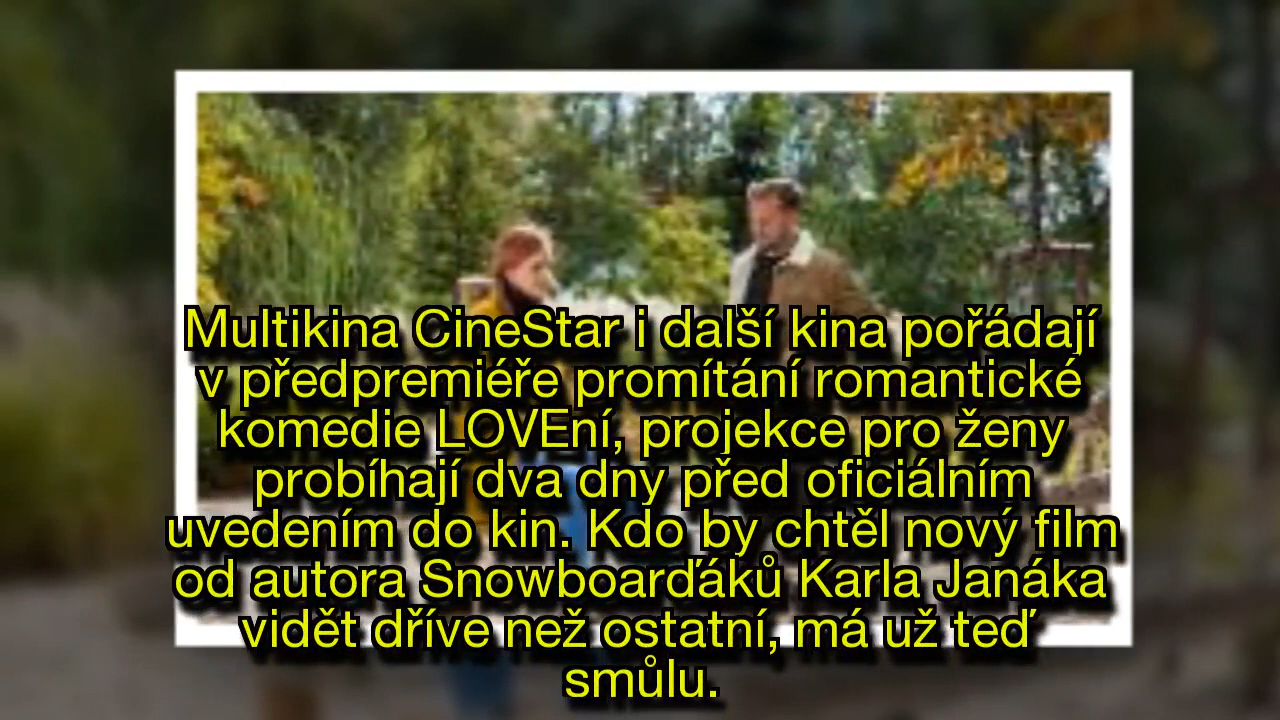 Multikina CineStar i další kina pořádají
v předpremiéře promítání romantické
komedie LOVEní, projekce pro ženy
probíhají dva dny před oficiálním
uvedením do kin. Kdo by chtěl nový film
od autora Snowboarďáků Karla Janáka
vidět dříve než ostatní, má už teď
smůlu.